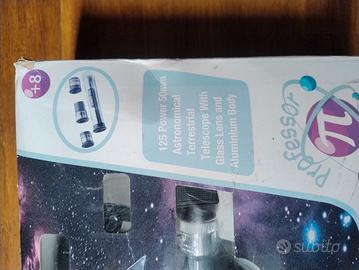 +8
125 Power 50mm
Astronomical
Terrestrial
Telescope With
Glass Lens and
Aluminium Body
Professor
π
subito